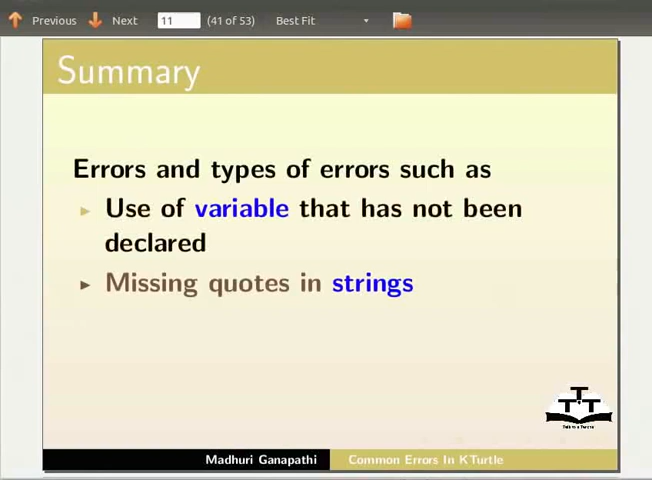 Previous Next 11 (41 of 53) Best Fit
Summary
Errors and types of errors such as
Use of variable that has not been
declared
Missing quotes in strings
TTT
Madhuri Ganapathi Common Errors In KTurtle